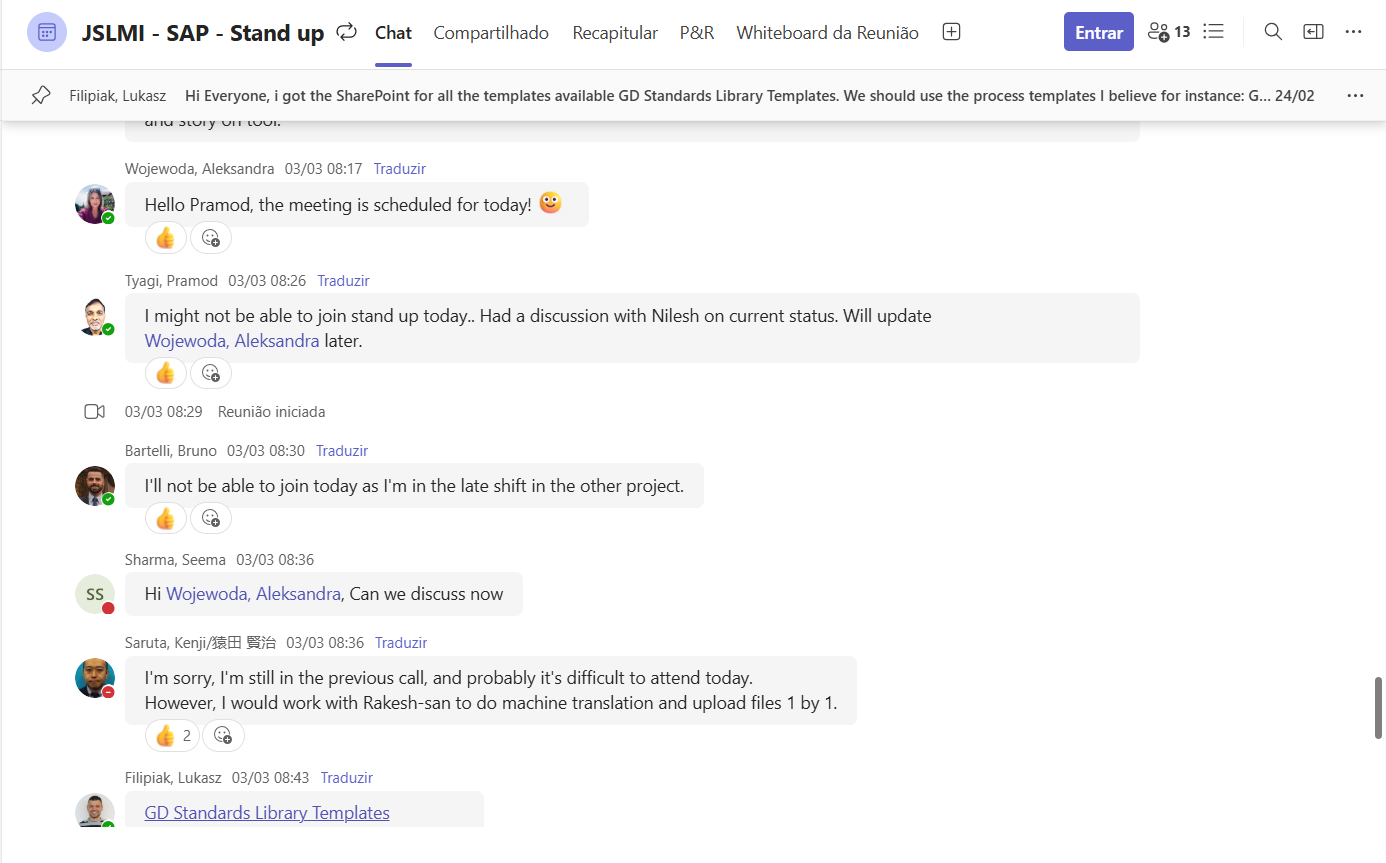 JSLMI - SAP - Stand up
Chat
Compartilhado
Recapitular
P&R
Whiteboard da Reunião
Entrar
13
Filipiak, Lukasz Hi Everyone, i got the SharePoint for all the templates available GD Standards Library Templates. We should use the process templates I believe for instance: G... 24/02
and story on tool.
Wojewoda, Aleksandra 03/03 08:17 Traduzir
Hello Pramod, the meeting is scheduled for today!
Tyagi, Pramod 03/03 08:26 Traduzir
I might not be able to join stand up today.. Had a discussion with Nilesh on current status. Will update
Wojewoda, Aleksandra later.
03/03 08:29 Reunião iniciada
Bartelli, Bruno 03/03 08:30 Traduzir
I'll not be able to join today as I'm in the late shift in the other project.
Sharma, Seema 03/03 08:36
SS
Hi Wojewoda, Aleksandra, Can we discuss now
Saruta, Kenji/猿田 賢治 03/03 08:36 Traduzir
I'm sorry, I'm still in the previous call, and probably it's difficult to attend today.
However, I would work with Rakesh-san to do machine translation and upload files 1 by 1.
2
Filipiak, Lukasz 03/03 08:43 Traduzir
GD Standards Library Templates